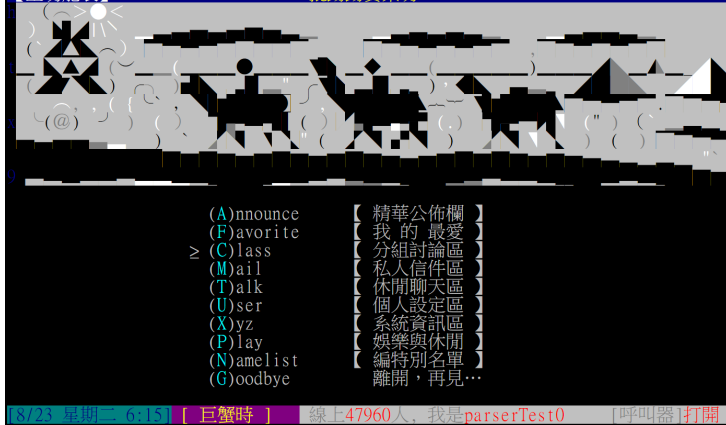 (A)nnounce 【 精華公佈欄 】
(F)avorite 【 我 的 最愛 】
≥ (C)lass 【 分組討論區 】
(M)ail 【 私人信件區 】
(T)alk 【 休閒聊天區 】
(U)ser 【 個人設定區 】
(X)yz 【 系統資訊區 】
(P)lay 【 娛樂與休閒 】
(N)amelist 【 編特別名單 】
(G)oodbye 離開，再見…
[8/23 星期二 6:15] [ 巨蟹時 ] 線上47960人, 我是parserTest0 [呼叫器]打開